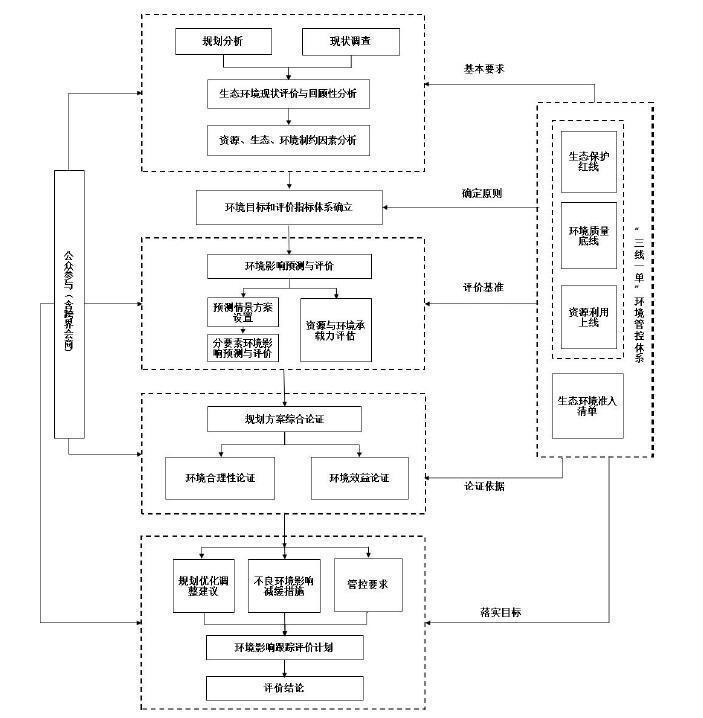 规划分析
现状调查
基本要求
生态环境现状评价与回顾性分析
资源、生态、环境制约因素分析
生态保护
红线
环境目标和评价指标体系确立
确定原则
环境质量
底线
公众参与（含跨界会商）
“三线一单”环境管控体系
环境影响预测与评价
评价基准
预测情景方案
设置
资源与环境承
载力评估
资源利用
上线
分要素环境影
响预测与评价
生态环境准入
清单
规划方案综合论证
环境合理性论证
环境效益论证
论证依据
规划优化调
整建议
不良环境影响
减缓措施
管控要求
落实目标
环境影响跟踪评价计划
评价结论